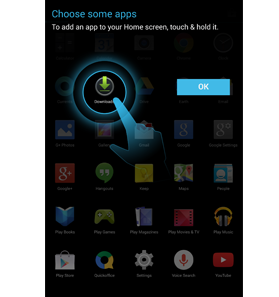 Choose some apps
To add an app to your Home screen, touch & hold it.
OK
Downloads
G+ Photos
Gallery
Gmail
Google
Google Settings
Google+
Hangouts
Keep
Maps
People
Play Books
Play Games
Play Magazines
Play Movies & TV
Play Music
Play Store
Quickoffice
Settings
Voice Search
YouTube